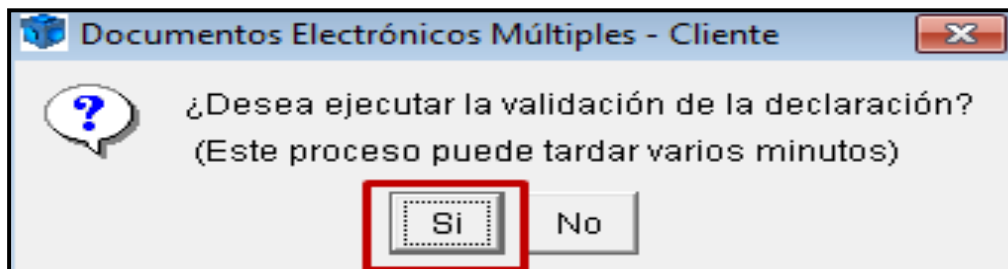 Documentos Electrónicos Múltiples - Cliente
¿Desea ejecutar la validación de la declaración?
(Este proceso puede tardar varios minutos)
Si No